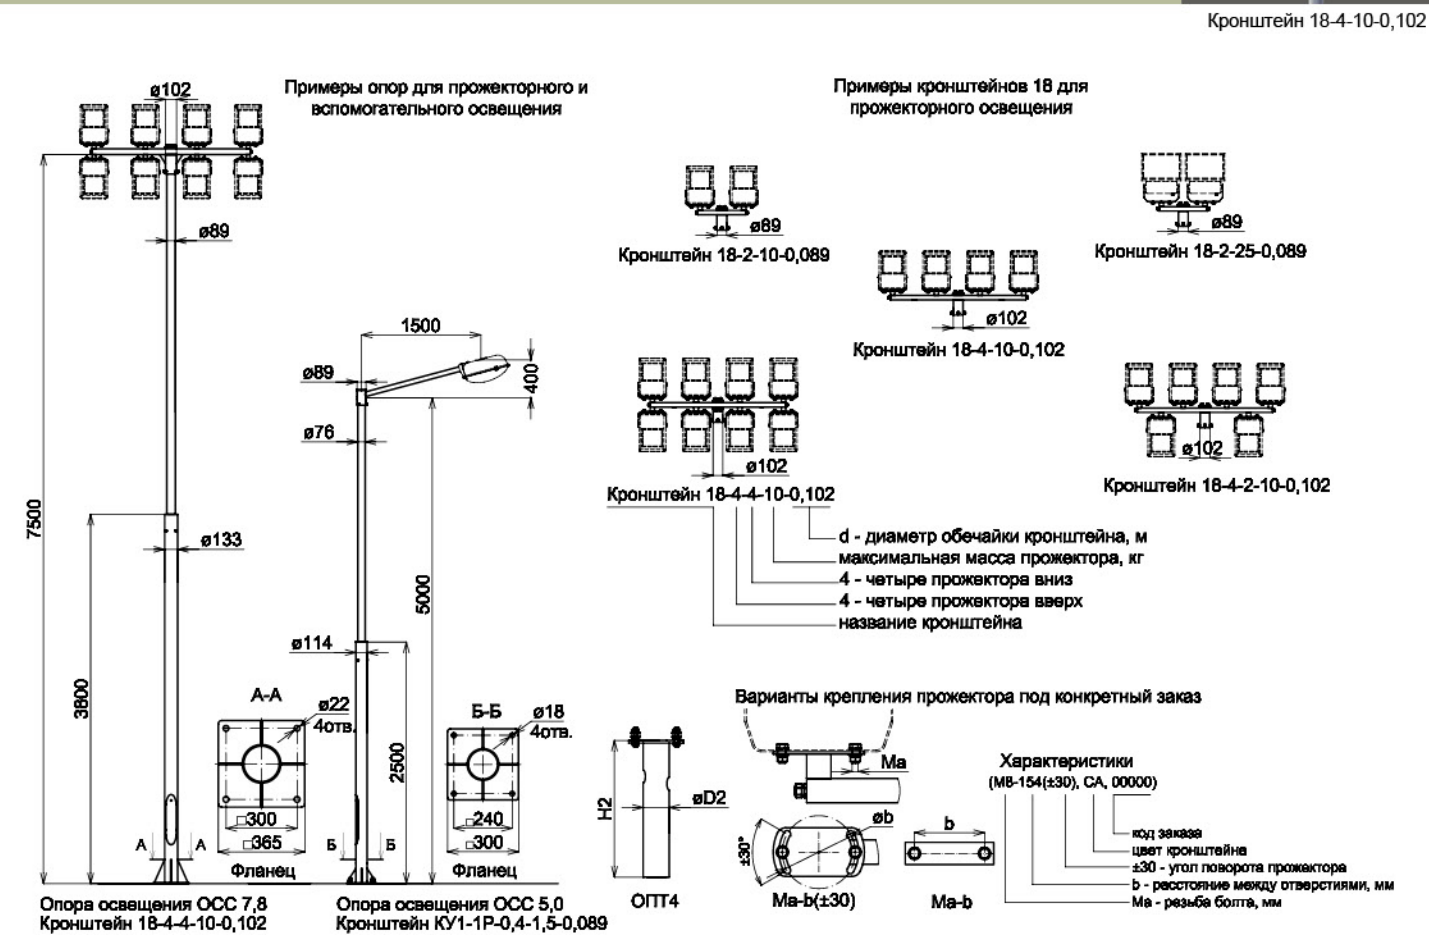 Кронштейн 18-4-10-0,102
Примеры опор для прожекторного и
вспомогательного освещения
Примеры кронштейнов 18 для
прожекторного освещения
ø102
ø89
7500
3800
ø133
1500
ø89
400
ø76
5000
ø114
2500
ø89
Кронштейн 18-2-10-0,089
ø89
Кронштейн 18-2-25-0,089
ø102
Кронштейн 18-4-10-0,102
ø102
Кронштейн 18-4-4-10-0,102
ø102
Кронштейн 18-4-2-10-0,102
d - диаметр обечайки кронштейна, м
максимальная масса прожектора, кг
4 - четыре прожектора вниз
4 - четыре прожектора вверх
название кронштейна
А-А
ø22
4отв.
□300
□365
Фланец
А
А
Б-Б
ø18
4отв.
□240
□300
Фланец
Б
Б
Опора освещения ОСС 7,8
Кронштейн 18-4-4-10-0,102
Опора освещения ОСС 5,0
Кронштейн КУ1-1Р-0,4-1,5-0,089
H2
øD2
ОПТ4
Варианты крепления прожектора под конкретный заказ
Ма
øb
±30°
Ма-b(±30)
b
Ма-b
Характеристики
(М8-154(±30), СА, 00000)
код заказа
цвет кронштейна
±30 - угол поворота прожектора
b - расстояние между отверстиями, мм
Ма - резьба болта, мм